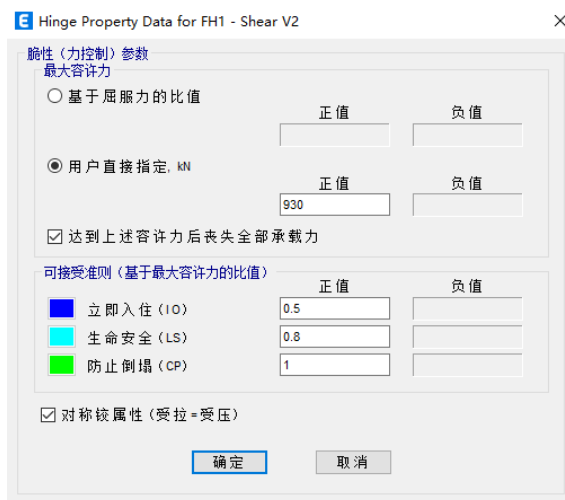 E Hinge Property Data for FH1 - Shear V2
脆性（力控制）参数
最大容许力
基于屈服力的比值
正值 负值
用户直接指定, kN
正值 负值
930
达到上述容许力后丧失全部承载力
可接受准则（基于最大容许力的比值）
正值 负值
立即入住(IO) 0.5
生命安全(LS) 0.8
防止倒塌(CP) 1
对称铰属性(受拉=受压)
确定 取消